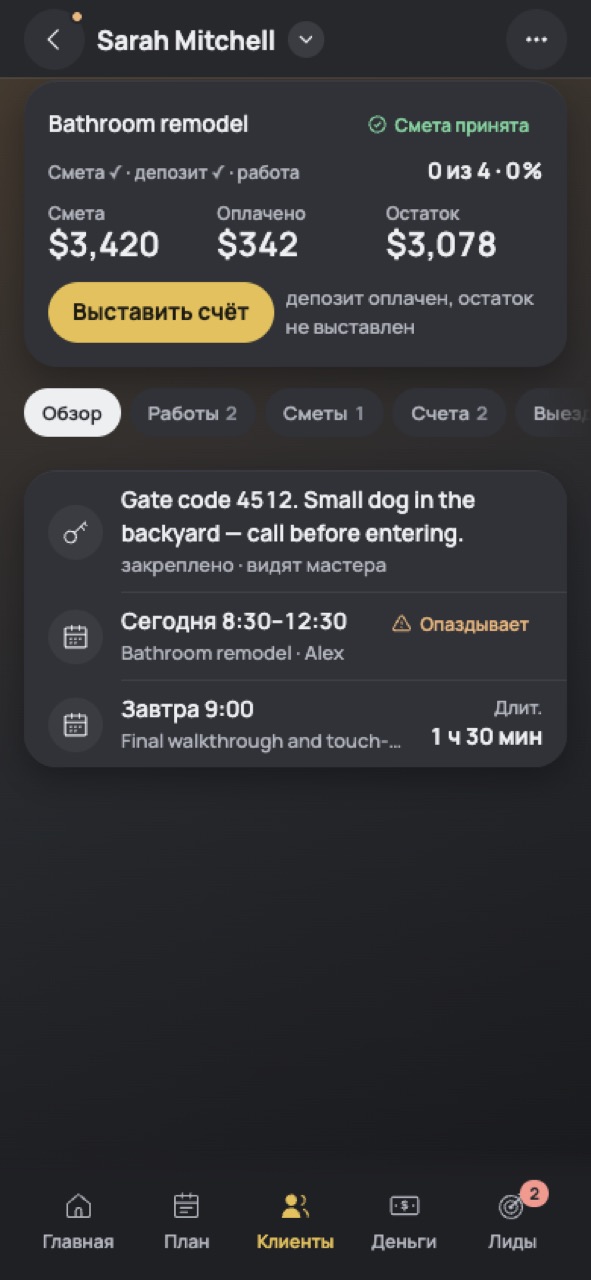 Sarah Mitchell
Bathroom remodel
Смета принята
Смета ✓ · депозит ✓ · работа
0 из 4 · 0 %
Смета
Оплачено
Остаток
$3,420
$342
$3,078
Выставить счёт
депозит оплачен, остаток
не выставлен
Обзор
Работы 2
Сметы 1
Счета 2
Выез
Gate code 4512. Small dog in the
backyard — call before entering.
закреплено · видят мастера
Сегодня 8:30–12:30
Опаздывает
Bathroom remodel · Alex
Завтра 9:00
Длит.
Final walkthrough and touch-...
1 ч 30 мин
2
Главная
План
Клиенты
Деньги
Лиды